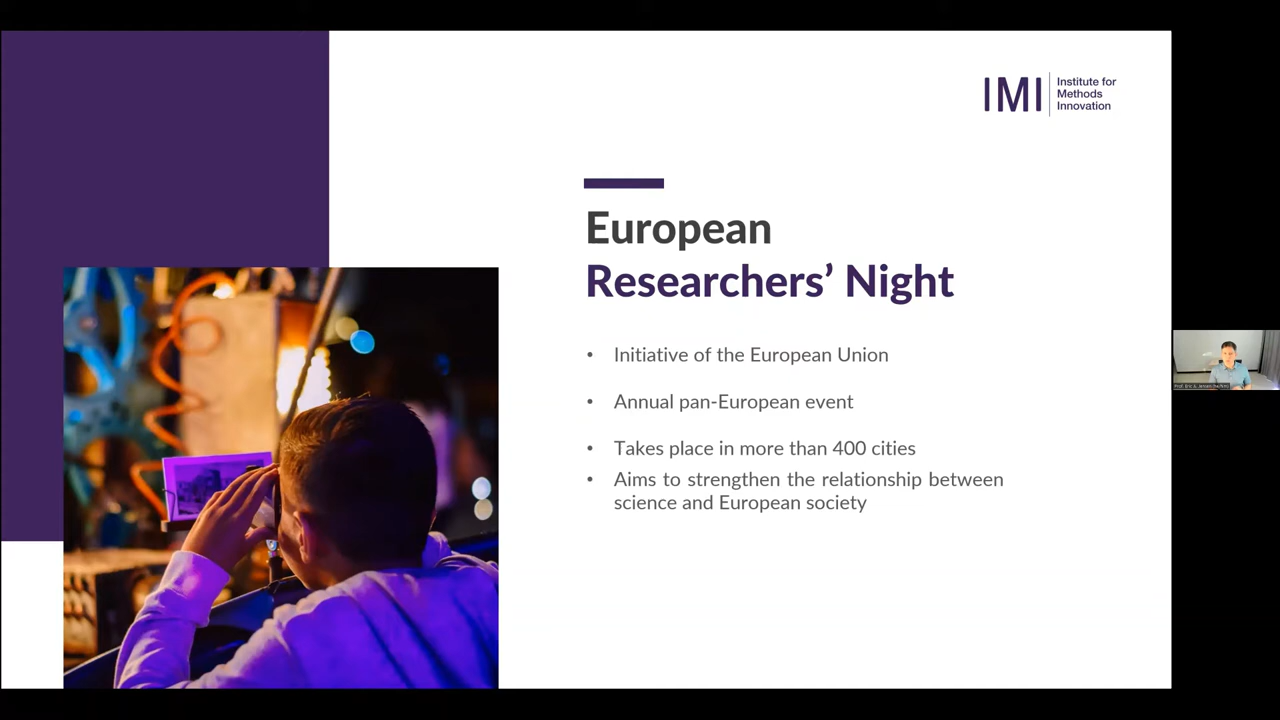 IMI
Institute for
Methods
Innovation
European
Researchers’ Night
• Initiative of the European Union
• Annual pan-European event
• Takes place in more than 400 cities
• Aims to strengthen the relationship between
science and European society